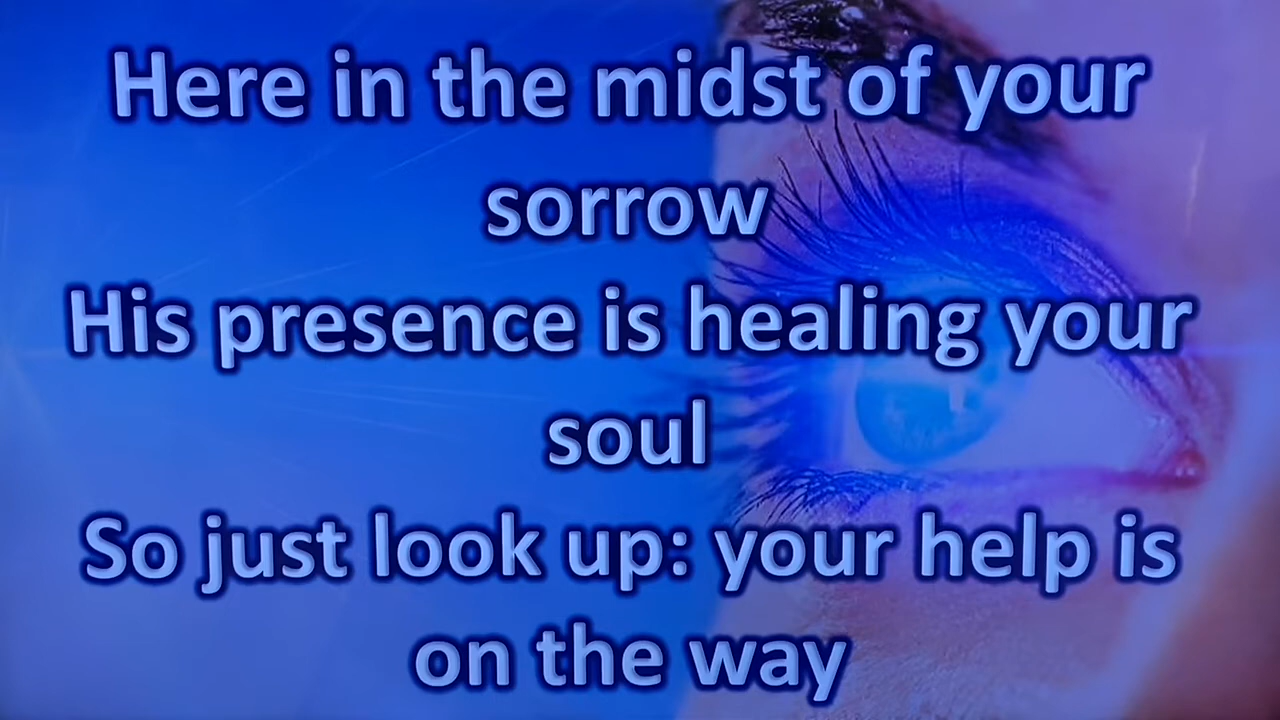 Here in the midst of your
sorrow
His presence is healing your
soul
So just look up: your help is
on the way